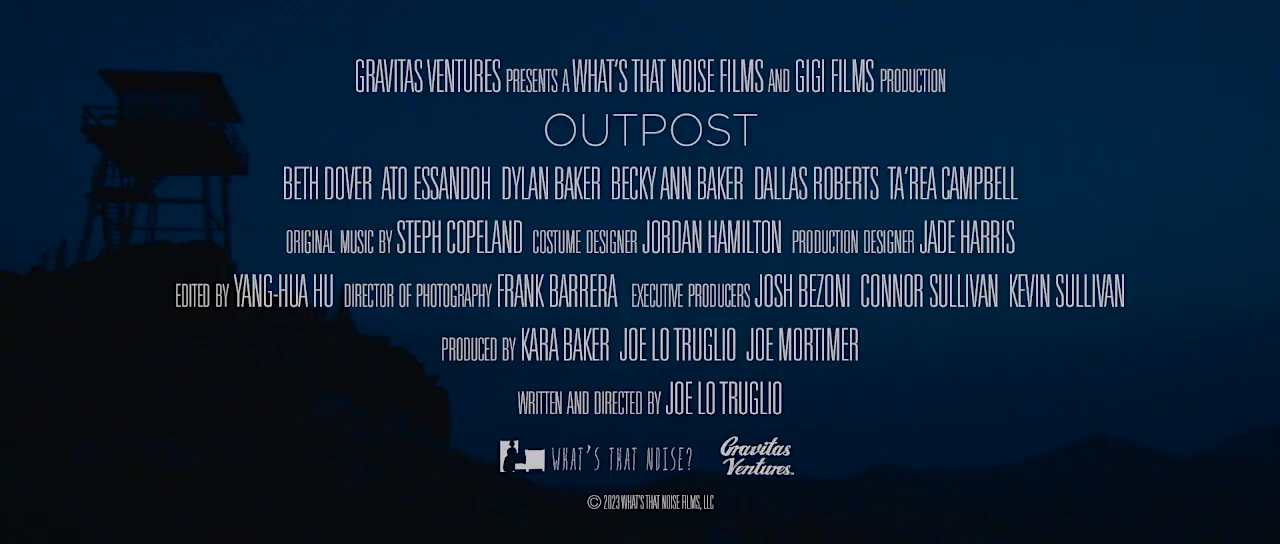 GRAVITAS VENTURES PRESENTS A WHAT'S THAT NOISE FILMS AND GIGI FILMS PRODUCTION
OUTPOST
BETH DOVER ATO ESSANDOH DYLAN BAKER BECKY ANN BAKER DALLAS ROBERTS TA'REA CAMPBELL
ORIGINAL MUSIC BY STEPH COPELAND COSTUME DESIGNER JORDAN HAMILTON PRODUCTION DESIGNER JADE HARRIS
EDITED BY YANG-HUA HU DIRECTOR OF PHOTOGRAPHY FRANK BARRERA EXECUTIVE PRODUCERS JOSH BEZONI CONNOR SULLIVAN KEVIN SULLIVAN
PRODUCED BY KARA BAKER JOE LO TRUGLIO JOE MORTIMER
WRITTEN AND DIRECTED BY JOE LO TRUGLIO
WHAT'S THAT NOISE? Gravitas Ventures
© 2023 WHAT'S THAT NOISE FILMS, LLC